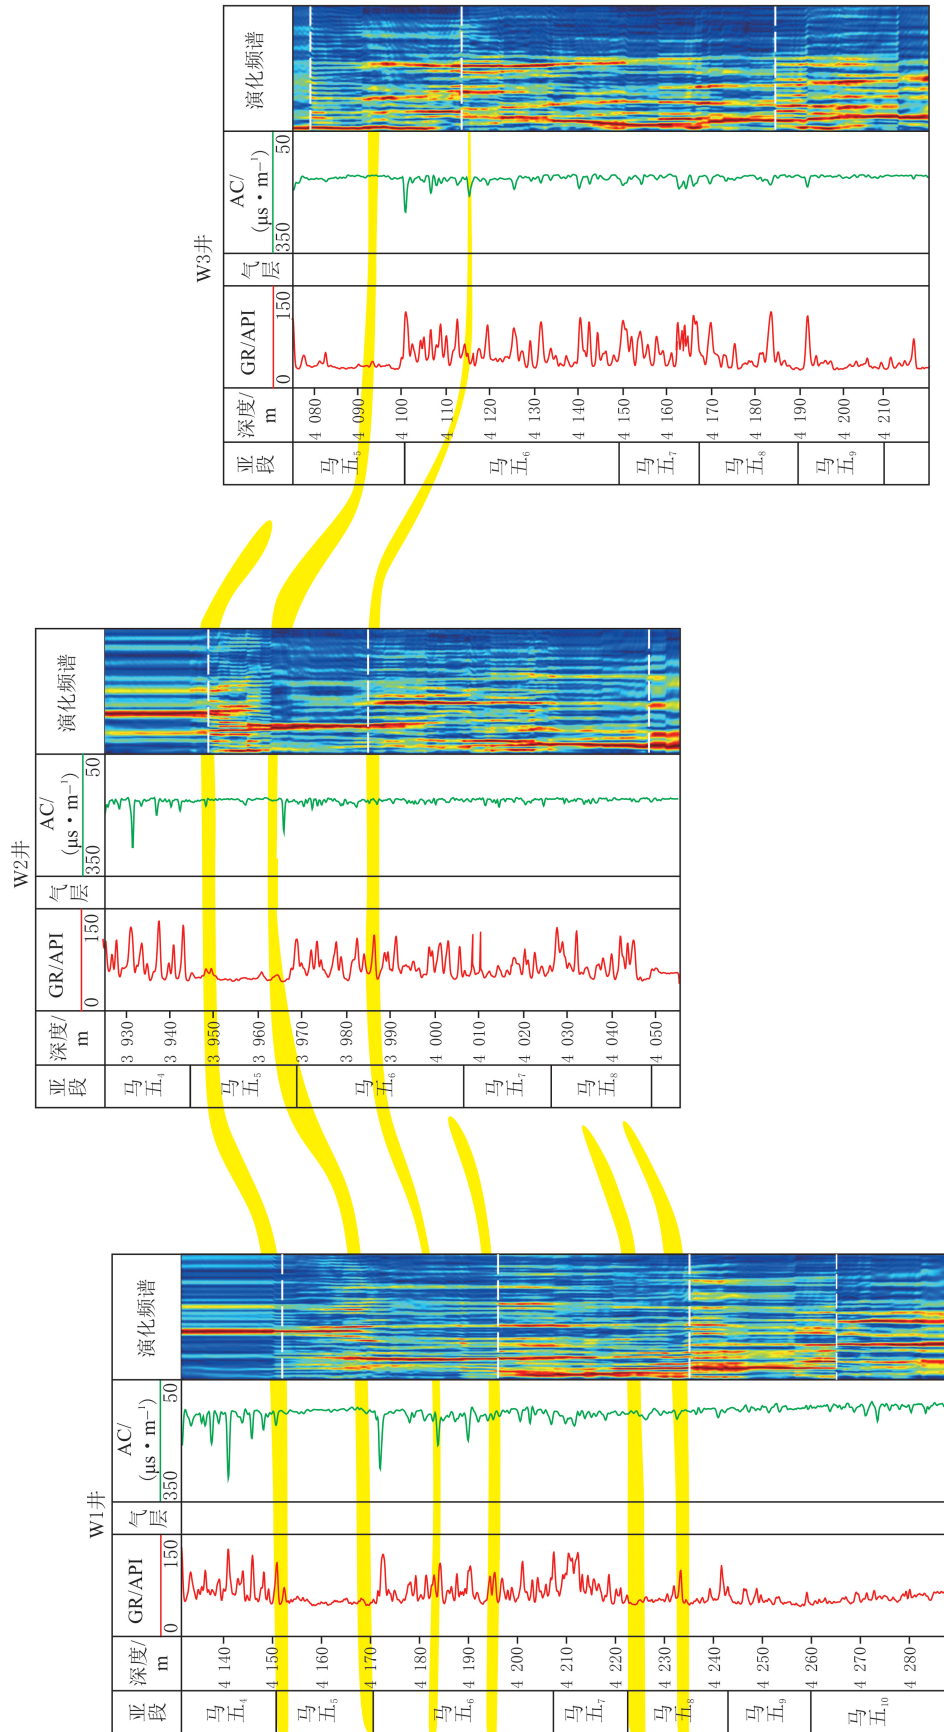 W1井
亚段
深度/m
GR/API
0 150
气层
AC/(μs·m⁻¹)
350 50
演化频谱
马五₄
马五₅
马五₆
马五₇
马五₈
马五₉
马五₁₀
4 140
4 150
4 160
4 170
4 180
4 190
4 200
4 210
4 220
4 230
4 240
4 250
4 260
4 270
4 280
W2井
亚段
深度/m
GR/API
0 150
气层
AC/(μs·m⁻¹)
350 50
演化频谱
马五₄
马五₅
马五₆
马五₇
马五₈
3 930
3 940
3 950
3 960
3 970
3 980
3 990
4 000
4 010
4 020
4 030
4 040
4 050
W3井
亚段
深度/m
GR/API
0 150
气层
AC/(μs·m⁻¹)
350 50
演化频谱
马五₅
马五₆
马五₇
马五₈
马五₉
4 080
4 090
4 100
4 110
4 120
4 130
4 140
4 150
4 160
4 170
4 180
4 190
4 200
4 210